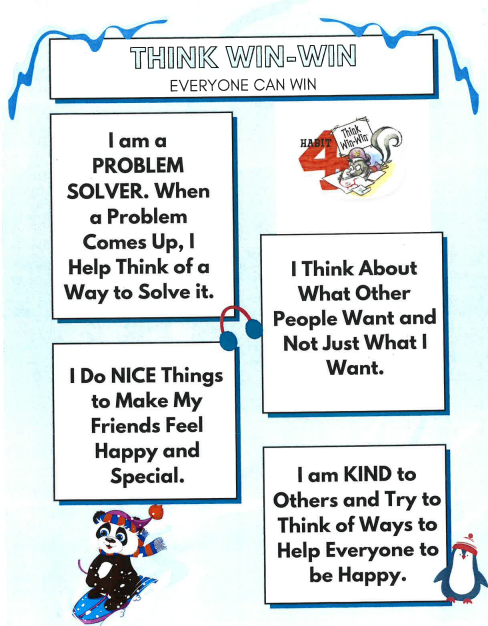 THINK WIN-WIN
EVERYONE CAN WIN
I am a
PROBLEM
SOLVER. When
a Problem
Comes Up, I
Help Think of a
Way to Solve it.
HABIT
4
Think
Win-Win
I Think About
What Other
People Want and
Not Just What I
Want.
I Do NICE Things
to Make My
Friends Feel
Happy and
Special.
I am KIND to
Others and Try to
Think of Ways to
Help Everyone to
be Happy.